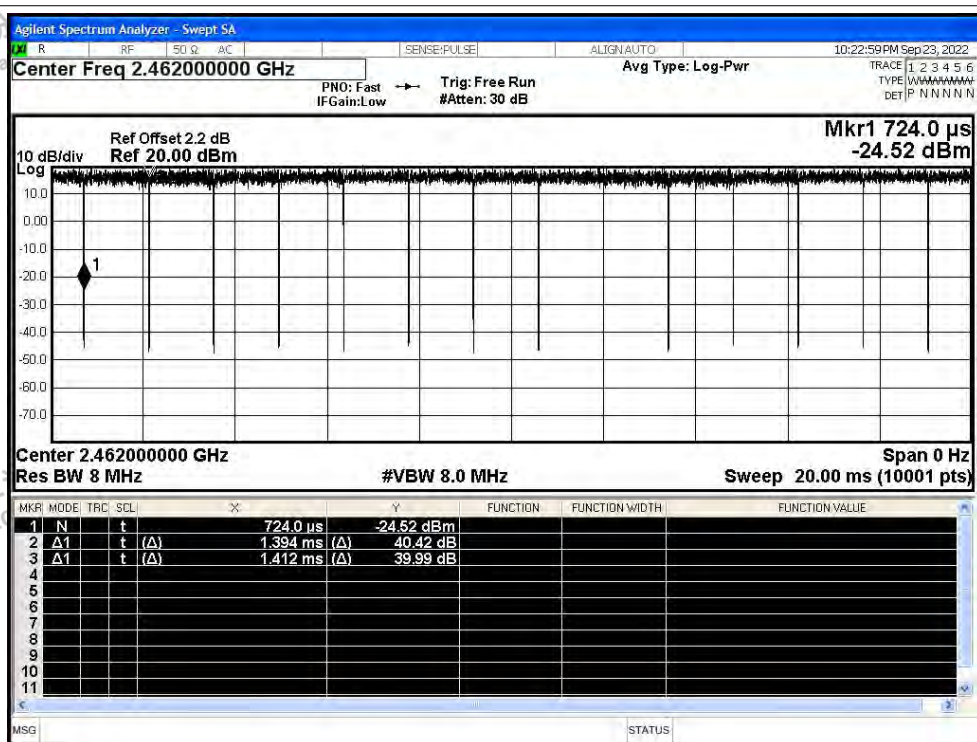 Agilent Spectrum Analyzer - Swept SA
R RF 50 Ω AC SENSE:PULSE ALIGN AUTO 10:22:59 PM Sep 23, 2022
Center Freq 2.462000000 GHz
Avg Type: Log-Pwr
TRACE 1 2 3 4 5 6
TYPE WWWWWW
DET P N N N N N
PNO: Fast
IFGain:Low
Trig: Free Run
#Atten: 30 dB
Mkr1 724.0 µs
-24.52 dBm
Ref Offset 2.2 dB
10 dB/div Ref 20.00 dBm
Log
10.0
0.00
-10.0
1
-20.0
-30.0
-40.0
-50.0
-60.0
-70.0
Center 2.462000000 GHz Span 0 Hz
Res BW 8 MHz #VBW 8.0 MHz Sweep 20.00 ms (10001 pts)
MKR MODE TRC SCL X Y FUNCTION FUNCTION WIDTH FUNCTION VALUE
1 N t 724.0 µs -24.52 dBm
2 Δ1 t (Δ) 1.394 ms (Δ) 40.42 dB
3 Δ1 t (Δ) 1.412 ms (Δ) 39.99 dB
4
5
6
7
8
9
10
11
MSG STATUS